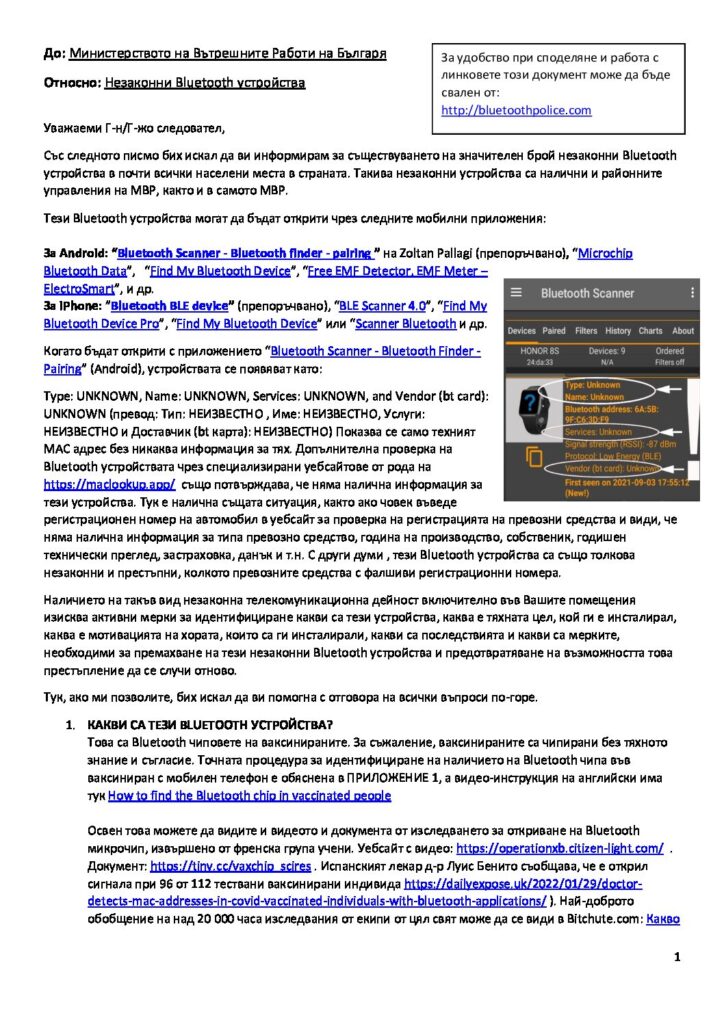 До: Министерството на Вътрешните Работи на Българя
Относно: Незаконни Bluetooth устройства
За удобство при споделяне и работа с
линковете този документ може да бъде
свален от:
http://bluetoothpolice.com
Уважаеми Г-н/Г-жо следовател,
Със следното писмо бих искал да ви информирам за съществуването на значителен брой незаконни Bluetooth
устройства в почти всички населени места в страната. Такива незаконни устройства са налични и районните
управления на МВР, както и в самото МВР.
Тези Bluetooth устройства могат да бъдат открити чрез следните мобилни приложения:
За Android: “Bluetooth Scanner - Bluetooth finder - pairing ” на Zoltan Pallagi (препоръчвано), “Microchip
Bluetooth Data”, “Find My Bluetooth Device”, “Free EMF Detector, EMF Meter –
ElectroSmart”, и др.
За iPhone: “Bluetooth BLE device” (препоръчвано), “BLE Scanner 4.0”, “Find My
Bluetooth Device Pro”, “Find My Bluetooth Device” или “Scanner Bluetooth и др.
Когато бъдат открити с приложението “Bluetooth Scanner - Bluetooth Finder -
Pairing” (Android), устройствата се появяват като:
Type: UNKNOWN, Name: UNKNOWN, Services: UNKNOWN, and Vendor (bt card):
UNKNOWN (превод: Тип: НЕИЗВЕСТНО , Име: НЕИЗВЕСТНО, Услуги:
НЕИЗВЕСТНО и Доставчик (bt карта): НЕИЗВЕСТНО) Показва се само техният
MAC адрес без никаква информация за тях. Допълнителна проверка на
Bluetooth устройствата чрез специализирани уебсайтове от рода на
https://maclookup.app/ също потвърждава, че няма налична информация за
тези устройства. Тук е налична същата ситуация, както ако човек въведе
регистрационен номер на автомобил в уебсайт за проверка на регистрацията на превозни средства и види, че
няма налична информация за типа превозно средство, година на производство, собственик, годишен
технически преглед, застраховка, данък и т.н. С други думи , тези Bluetooth устройства са също толкова
незаконни и престъпни, колкото превозните средства с фалшиви регистрационни номера.
Bluetooth Scanner
Devices Paired Filters History Charts About
HONOR 8S Devices: 9 Ordered
24:da:33 N/A Filters off
Type: Unknown
Name: Unknown
Bluetooth address: 6A:5B:
9F:C6:3D:F9
Services: Unknown
Signal strength (RSSI): -87 dBm
Protocol: Low Energy (BLE)
Vendor (bt card): Unknown
First seen on 2021-09-03 17:55:12
(New!)
Наличието на такъв вид незаконна телекомуникационна дейност включително във Вашите помещения
изисква активни мерки за идентифициране какви са тези устройства, каква е тяхната цел, кой ги е инсталирал,
каква е мотивацията на хората, които са ги инсталирали, какви са последствията и какви са мерките,
необходими за премахване на тези незаконни Bluetooth устройства и предотвратяване на възможността това
престъпление да се случи отново.
Тук, ако ми позволите, бих искал да ви помогна с отговора на всички въпроси по-горе.
1. КАКВИ СА ТЕЗИ BLUETOOTH УСТРОЙСТВА?
Това са Bluetooth чиповете на ваксинираните. За съжаление, ваксинираните са чипирани без тяхното
знание и съгласие. Точната процедура за идентифициране на наличието на Bluetooth чипа във
ваксиниран с мобилен телефон е обяснена в ПРИЛОЖЕНИЕ 1, а видео-инструкция на английски има
тук How to find the Bluetooth chip in vaccinated people
Освен това можете да видите и видеото и документа от изследването за откриване на Bluetooth
микрочип, извършено от френска група учени. Уебсайт с видео: https://operationxb.citizen-light.com/ .
Документ: https://tiny.cc/vaxchip_scires . Испанският лекар д-р Луис Бенито съобщава, че е открил
сигнала при 96 от 112 тествани ваксинирани индивида https://dailyexpose.uk/2022/01/29/doctor-
detects-mac-addresses-in-covid-vaccinated-individuals-with-bluetooth-applications/ ). Най-доброто
обобщение на над 20 000 часа изследвания от екипи от цял свят може да се види в Bitchute.com: Какво
1